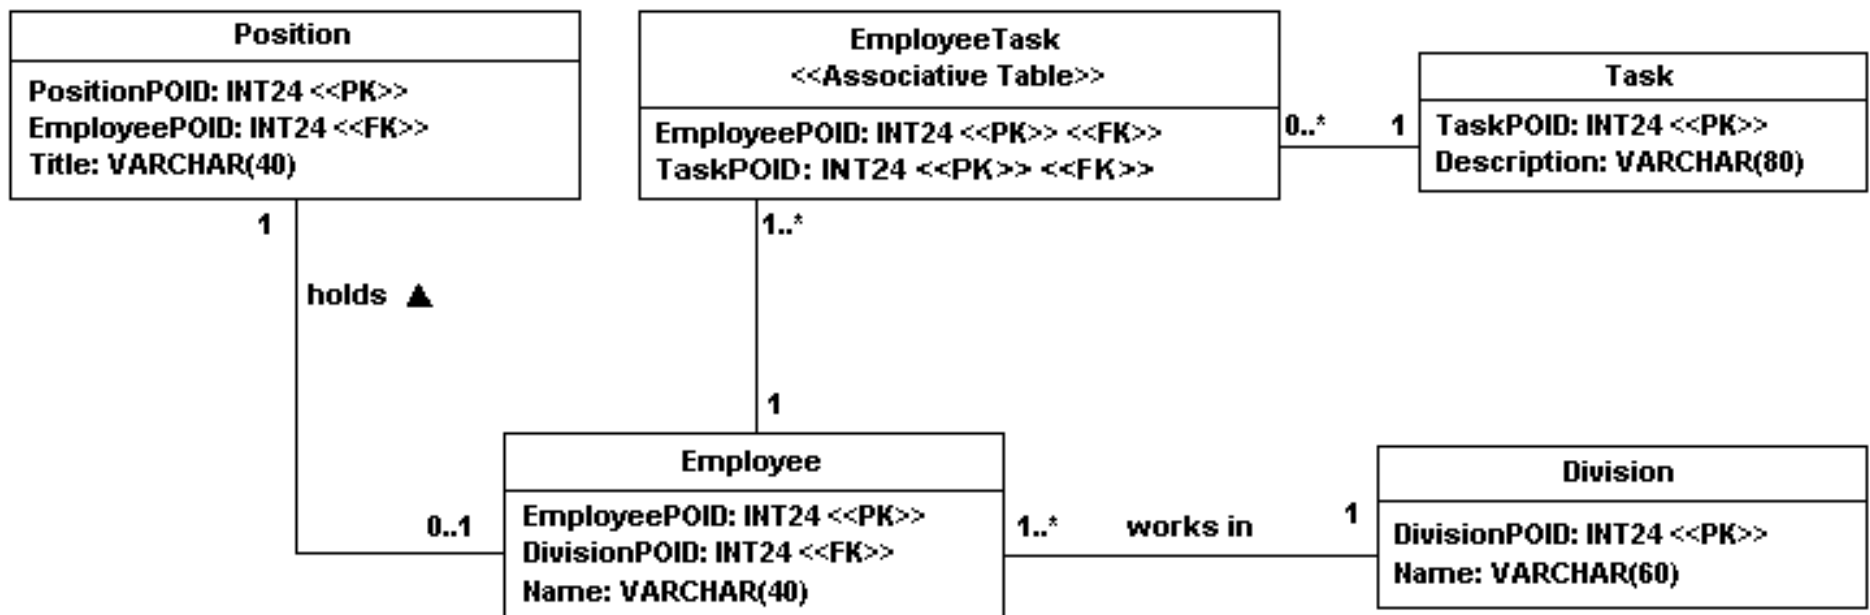 Position
PositionPOID: INT24 <<PK>>
EmployeePOID: INT24 <<FK>>
Title: VARCHAR(40)
EmployeeTask
<<Associative Table>>
EmployeePOID: INT24 <<PK>> <<FK>>
TaskPOID: INT24 <<PK>> <<FK>>
0..*
1
Task
TaskPOID: INT24 <<PK>>
Description: VARCHAR(80)
1
holds ▲
0..1
1..*
1
Employee
EmployeePOID: INT24 <<PK>>
DivisionPOID: INT24 <<FK>>
Name: VARCHAR(40)
1..*
works in
1
Division
DivisionPOID: INT24 <<PK>>
Name: VARCHAR(60)